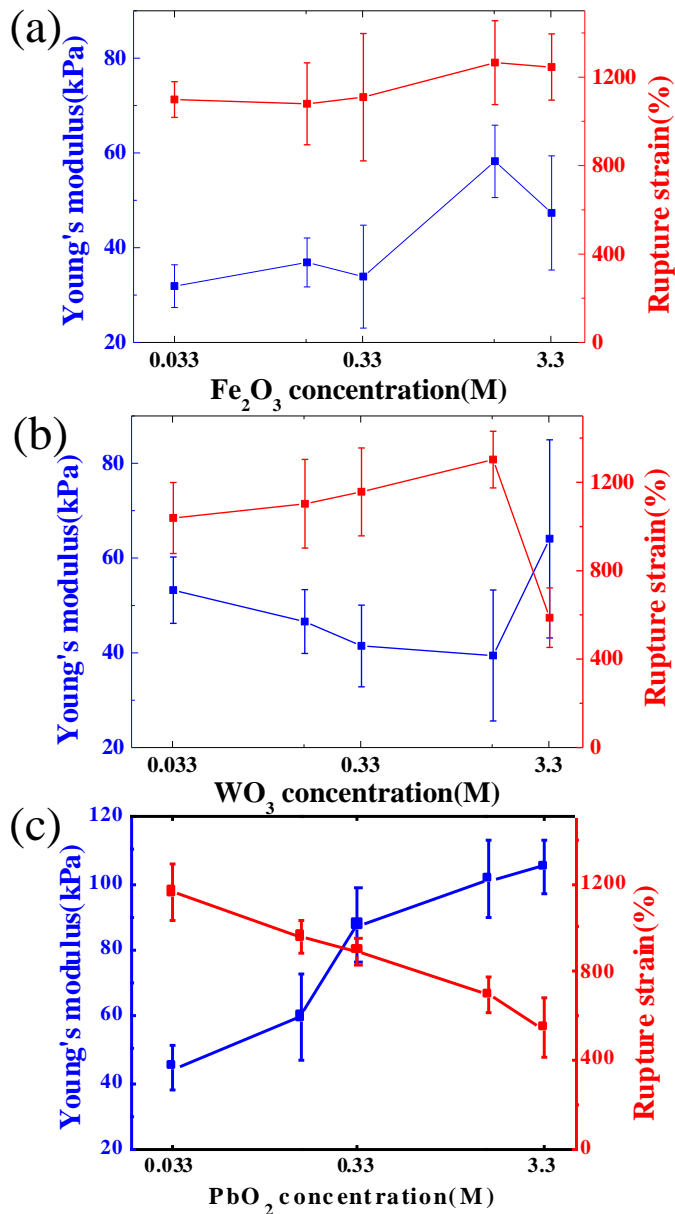 (a)
Young's modulus(kPa)
80
60
40
20
Rupture strain(%)
1200
800
400
0
0.033 0.33 3.3
Fe₂O₃ concentration(M)
(b)
Young's modulus(kPa)
80
60
40
20
Rupture strain(%)
1200
800
400
0
0.033 0.33 3.3
WO₃ concentration(M)
(c)
Young's modulus(kPa)
120
100
80
60
40
20
Rupture strain(%)
1200
800
400
0
0.033 0.33 3.3
PbO₂ concentration(M)